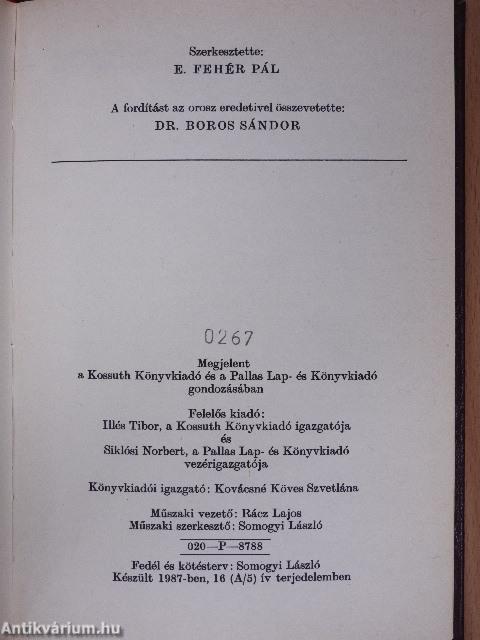 Szerkesztette:
E. FEHÉR PÁL
A fordítást az orosz eredetivel összevetette:
DR. BOROS SÁNDOR
0267
Megjelent
a Kossuth Könyvkiadó és a Pallas Lap- és Könyvkiadó
gondozásában
Felelős kiadó:
Illés Tibor, a Kossuth Könyvkiadó igazgatója
és
Siklósi Norbert, a Pallas Lap- és Könyvkiadó
vezérigazgatója
Könyvkiadói igazgató: Kovácsné Köves Szvetlána
Műszaki vezető: Rácz Lajos
Műszaki szerkesztő: Somogyi László
020—P—8788
Fedél és kötésterv: Somogyi László
Készült 1987-ben, 16 (A/5) ív terjedelemben
Antikvárium.hu